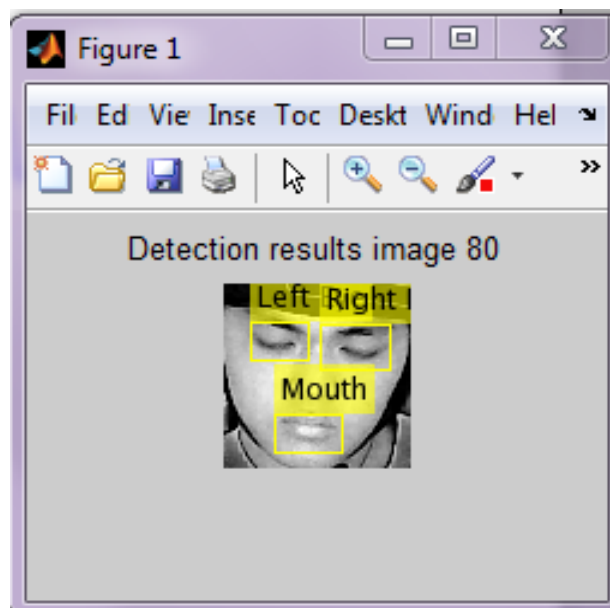 Figure 1
Fil Ed Vie Inse Toc Deskt Wind Hel
Detection results image 80
Left Right
Mouth